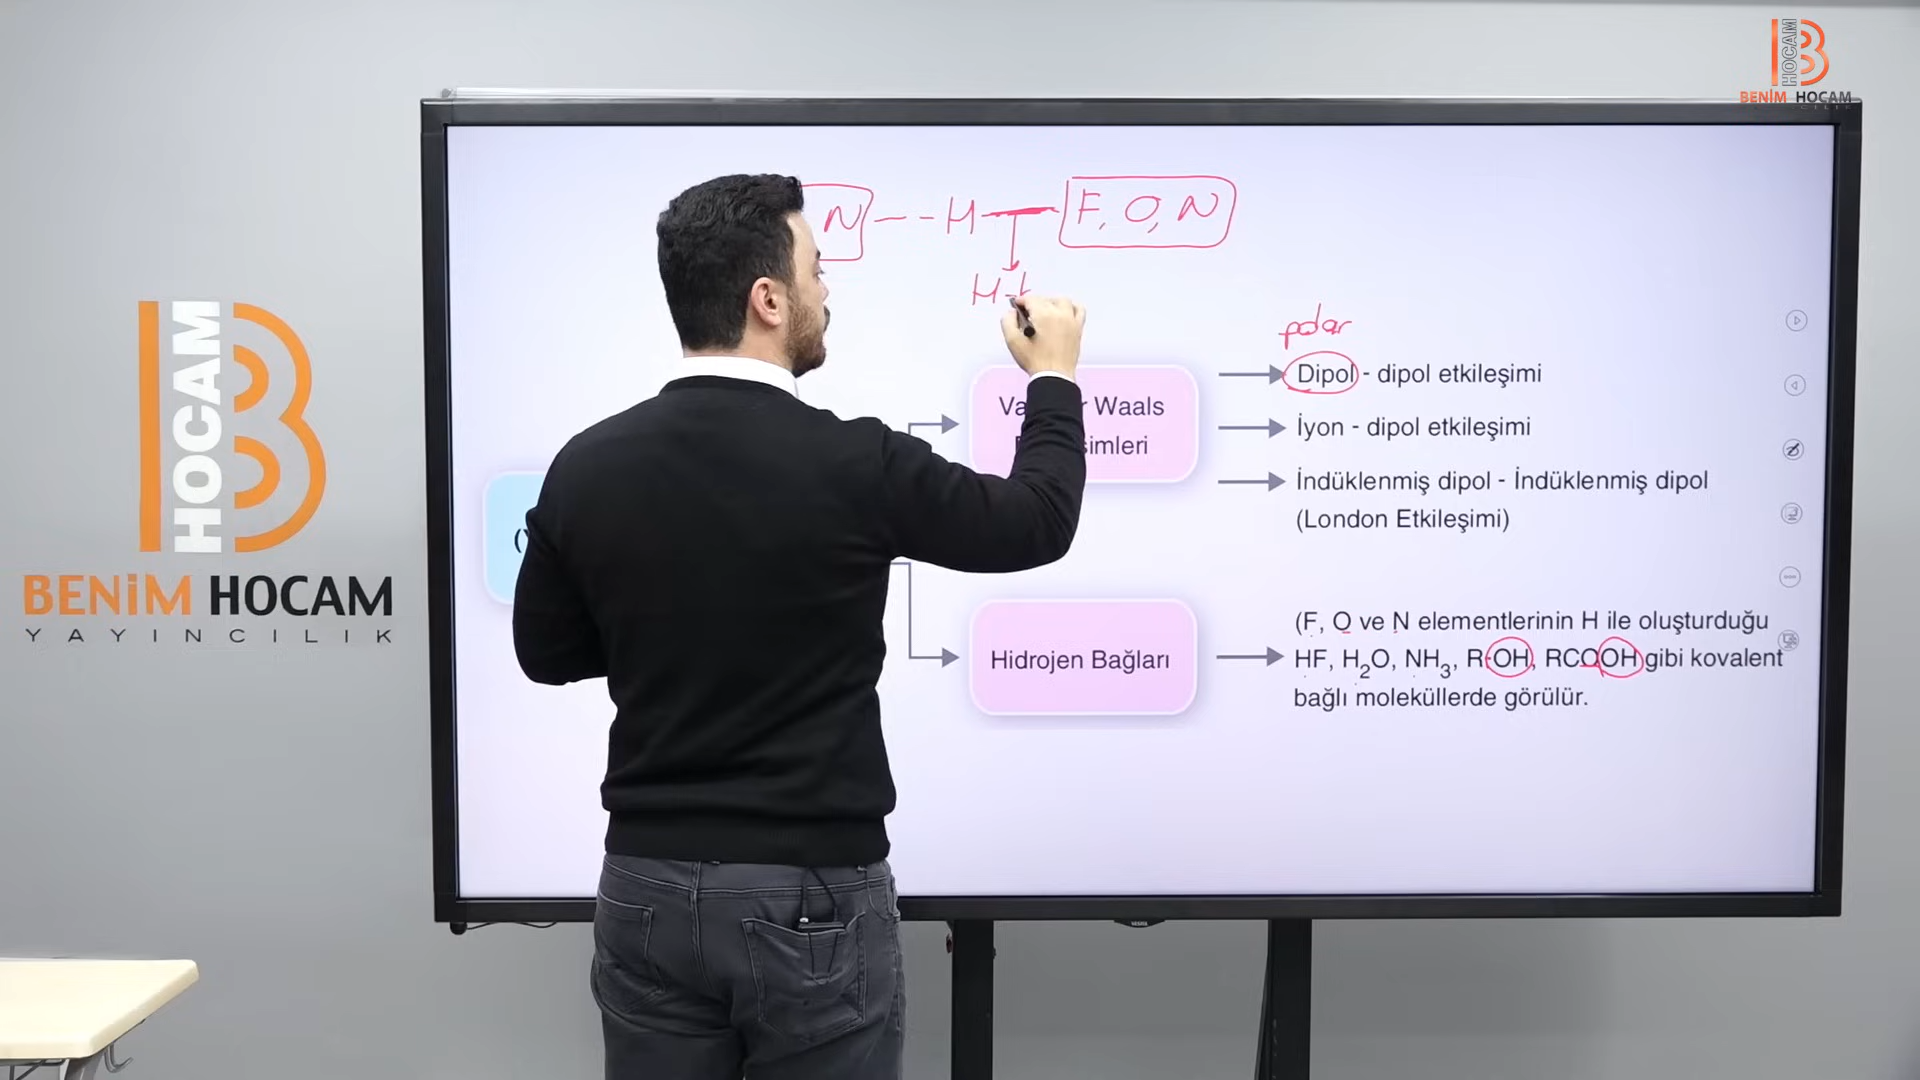 HOCAM
BENİM HOCAM
YAYINCILIK
HOCAM
BENİM HOCAM
YAYINCILIK
N -- H — F, O, N
polar
Dipol - dipol etkileşimi
Waals
İyon - dipol etkileşimi
İndüklenmiş dipol - İndüklenmiş dipol
(London Etkileşimi)
Hidrojen Bağları
(F, O ve N elementlerinin H ile oluşturduğu
HF, H₂O, NH₃, R-OH, RCOOH gibi kovalent
bağlı moleküllerde görülür.